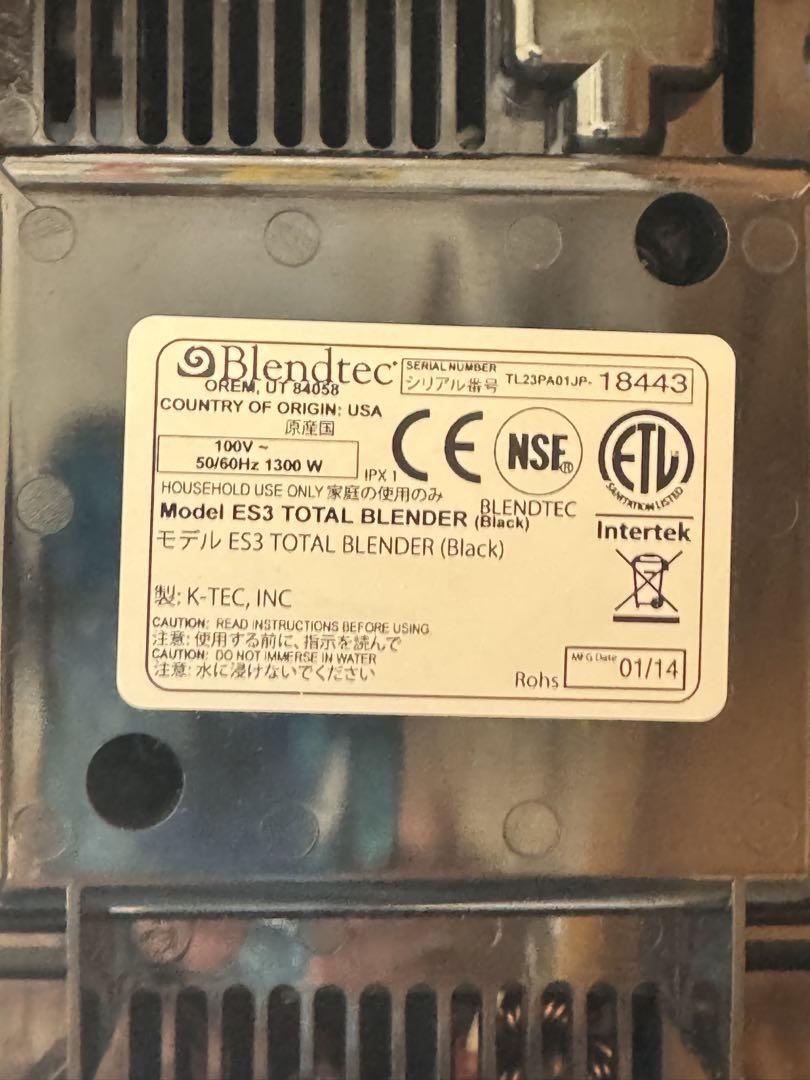 Blendtec
OREM, UT 84058
SERIAL NUMBER
シリアル番号 TL23PA01JP- 18443
COUNTRY OF ORIGIN: USA
原産国
100V ~
50/60Hz 1300 W
IPX 1
CE
NSF
ETL
SANITATION LISTED
Intertek
HOUSEHOLD USE ONLY 家庭の使用のみ
BLENDTEC
Model ES3 TOTAL BLENDER (Black)
モデル ES3 TOTAL BLENDER (Black)
製: K-TEC, INC
CAUTION: READ INSTRUCTIONS BEFORE USING
注意: 使用する前に、指示を読んで
CAUTION: DO NOT IMMERSE IN WATER
注意: 水に浸けないでください
Rohs
MFG Date 01/14